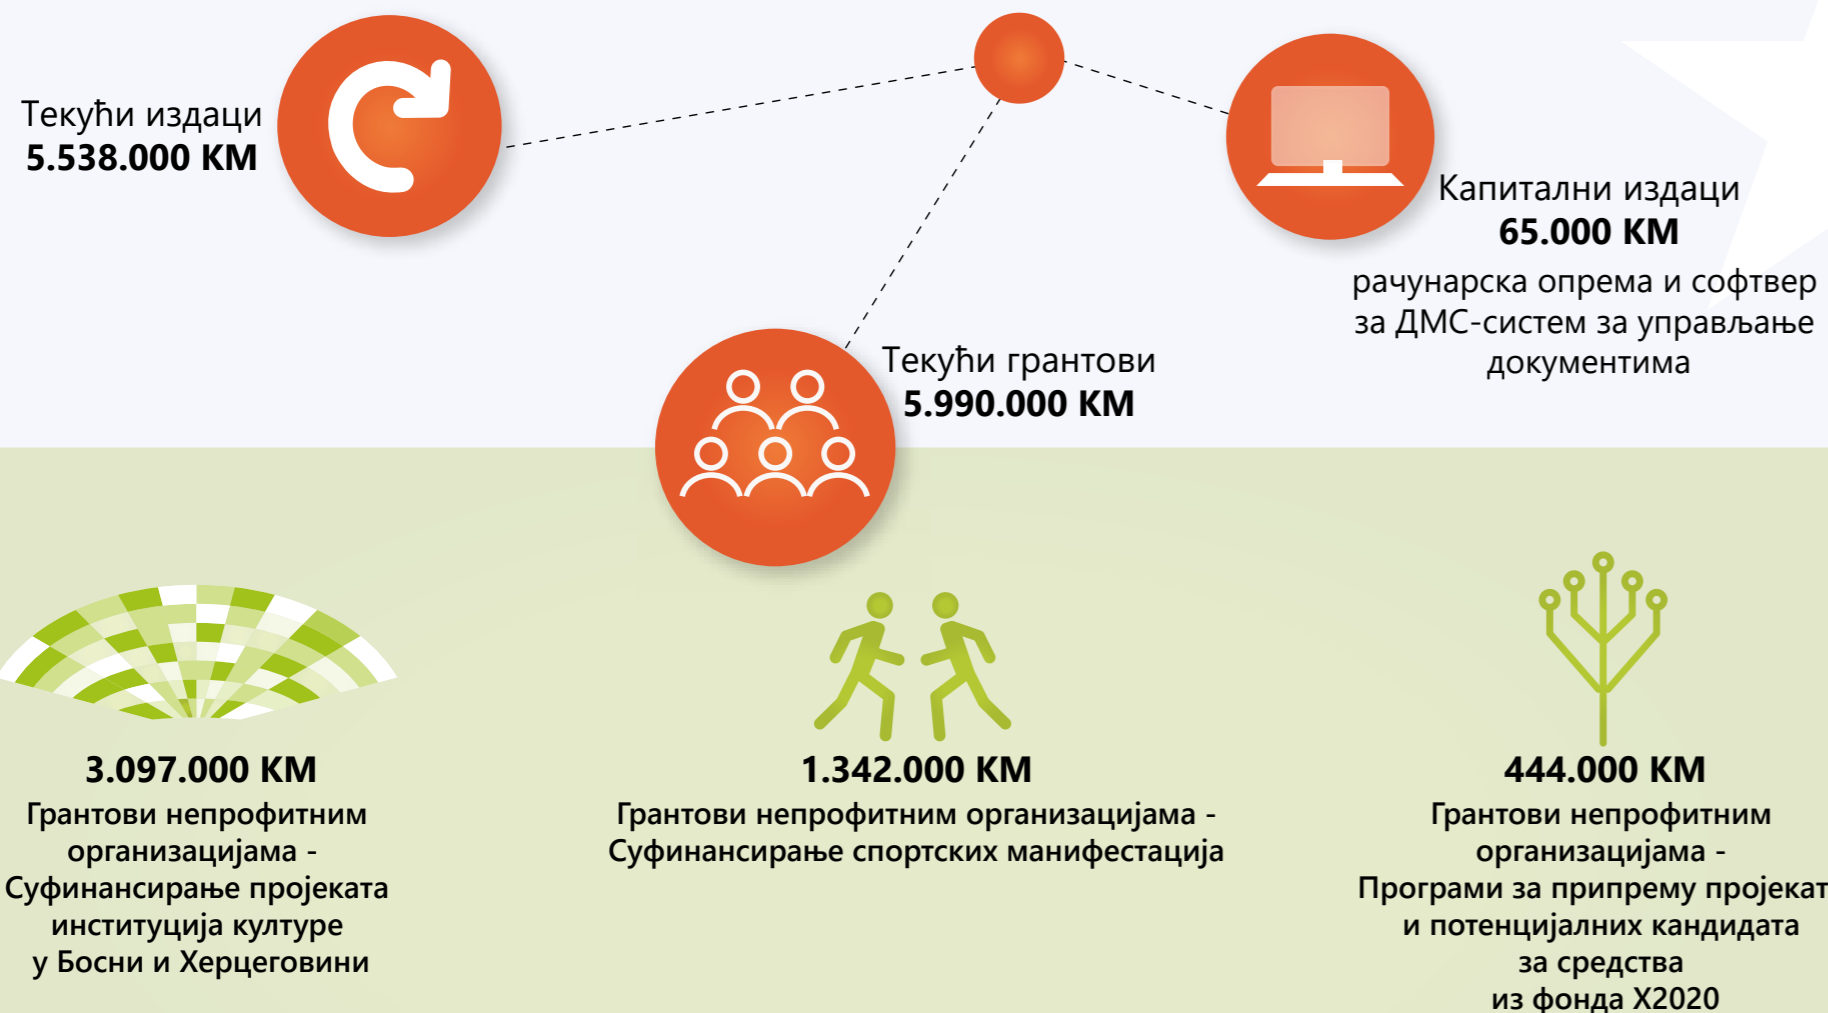 Текући издаци
5.538.000 КМ
Капитални издаци
65.000 КМ
рачунарска опрема и софтвер
за ДМС-систем за управљање
документима
Текући грантови
5.990.000 КМ
3.097.000 КМ
Грантови непрофитним
организацијама -
Суфинансирање пројеката
институција културе
у Босни и Херцеговини
1.342.000 КМ
Грантови непрофитним организацијама -
Суфинансирање спортских манифестација
444.000 КМ
Грантови непрофитним
организацијама -
Програми за припрему пројекат
и потенцијалних кандидата
за средства
из фонда Х2020